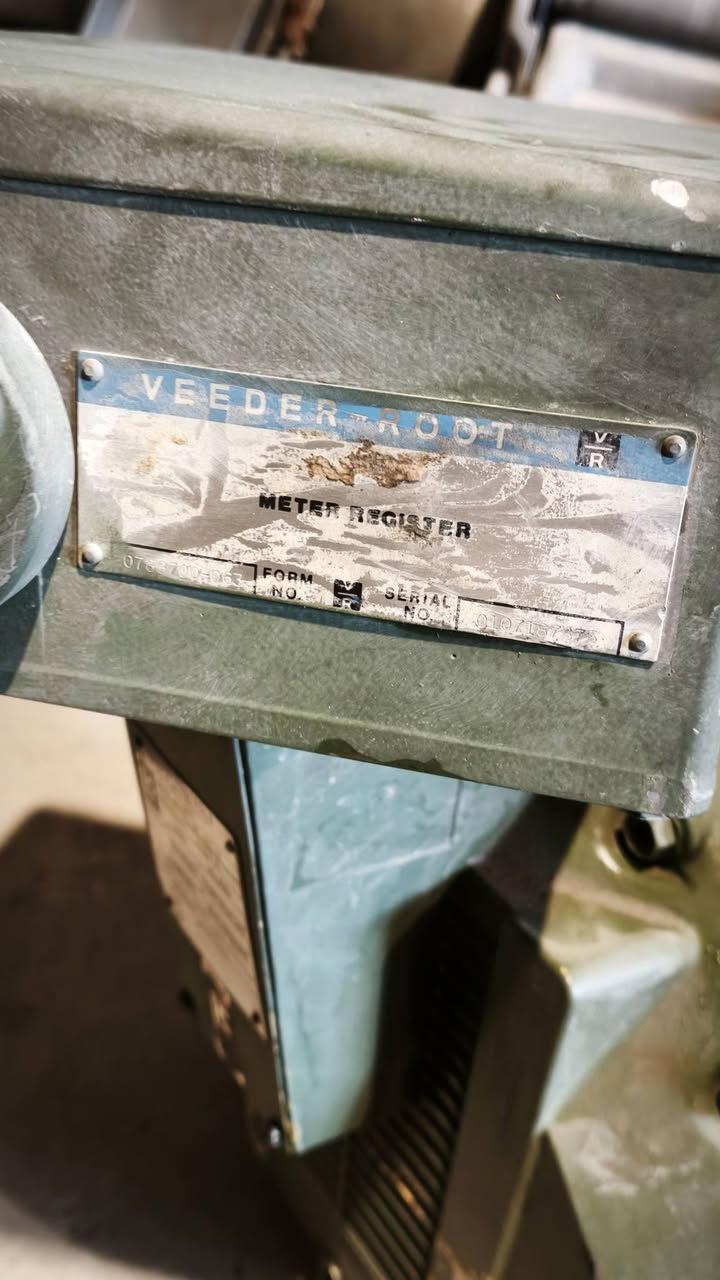 VEEDER-ROOT
V
R
METER REGISTER
FORM
NO.
V
R
SERIAL
NO.